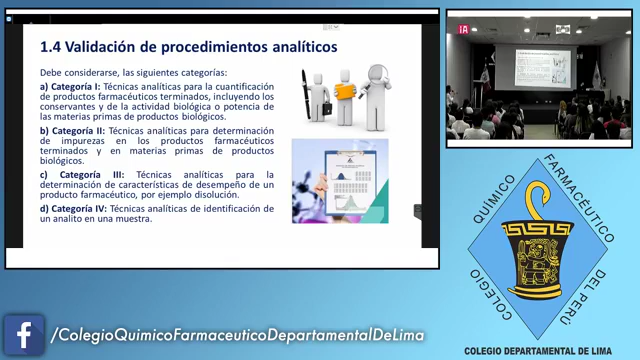 1.4 Validación de procedimientos analíticos
Debe considerarse, las siguientes categorías:
a) Categoría I: Técnicas analíticas para la cuantificación
de productos farmacéuticos terminados, incluyendo los
conservantes y de la actividad biológica o potencia de
las materias primas de productos biológicos.
b) Categoría II: Técnicas analíticas para determinación
de impurezas en los productos farmacéuticos
terminados y en materias primas de productos
biológicos.
c) Categoría III: Técnicas analíticas para la
determinación de características de desempeño de un
producto farmacéutico, por ejemplo disolución.
d) Categoría IV: Técnicas analíticas de identificación de
un analito en una muestra.
COLEGIO QUÍMICO FARMACÉUTICO DEL PERÚ
COLEGIO DEPARTAMENTAL DE LIMA
f /ColegioQuimicoFarmaceuticoDepartamentalDeLima